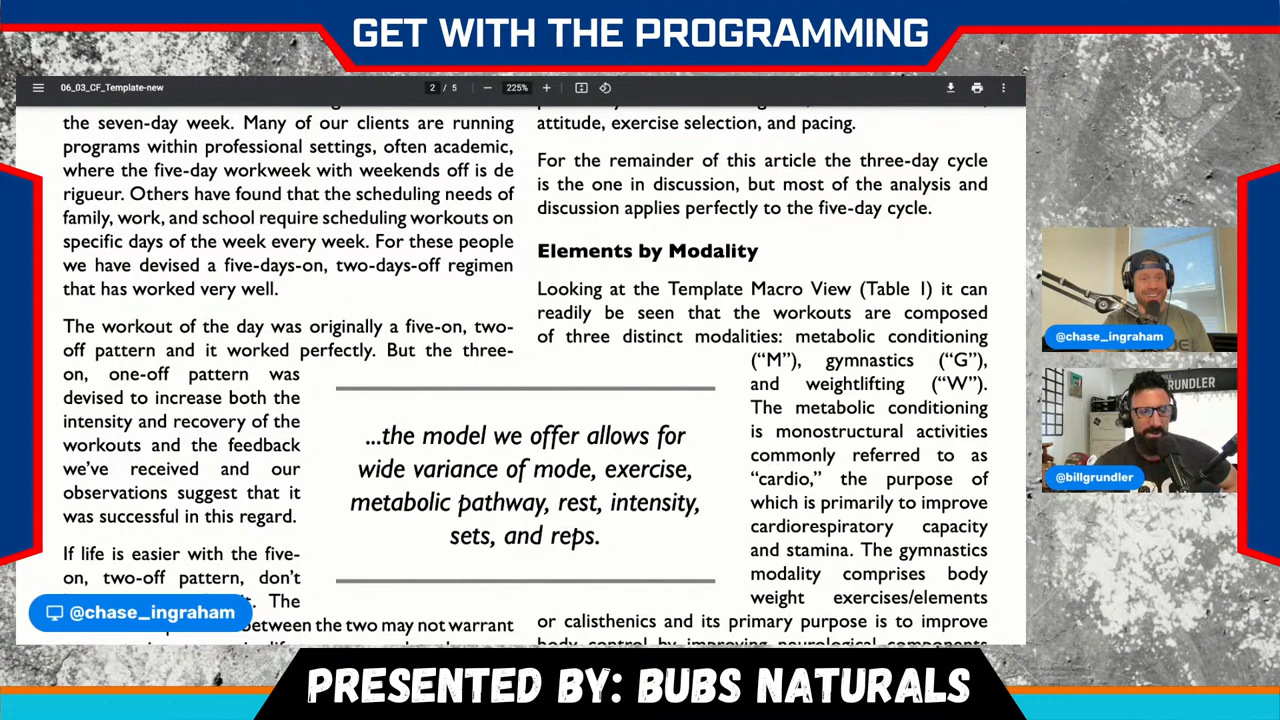 GET WITH THE PROGRAMMING
06_03_CF_Template-new
2 / 5
225%
the seven-day week. Many of our clients are running
programs within professional settings, often academic,
where the five-day workweek with weekends off is de
rigueur. Others have found that the scheduling needs of
family, work, and school require scheduling workouts on
specific days of the week every week. For these people
we have devised a five-days-on, two-days-off regimen
that has worked very well.
The workout of the day was originally a five-on, two-
off pattern and it worked perfectly. But the three-
on, one-off pattern was
devised to increase both the
intensity and recovery of the
workouts and the feedback
we've received and our
observations suggest that it
was successful in this regard.
If life is easier with the five-
on, two-off pattern, don't
The
between the two may not warrant
...the model we offer allows for
wide variance of mode, exercise,
metabolic pathway, rest, intensity,
sets, and reps.
attitude, exercise selection, and pacing.
For the remainder of this article the three-day cycle
is the one in discussion, but most of the analysis and
discussion applies perfectly to the five-day cycle.
Elements by Modality
Looking at the Template Macro View (Table 1) it can
readily be seen that the workouts are composed
of three distinct modalities: metabolic conditioning
("M"), gymnastics ("G"),
and weightlifting ("W").
The metabolic conditioning
is monostructural activities
commonly referred to as
"cardio," the purpose of
which is primarily to improve
cardiorespiratory capacity
and stamina. The gymnastics
modality comprises body
weight exercises/elements
or calisthenics and its primary purpose is to improve
body control by improving neurological components
@chase_ingraham
GRUNDLER
@billgrundler
@chase_ingraham
PRESENTED BY: BUBS NATURALS